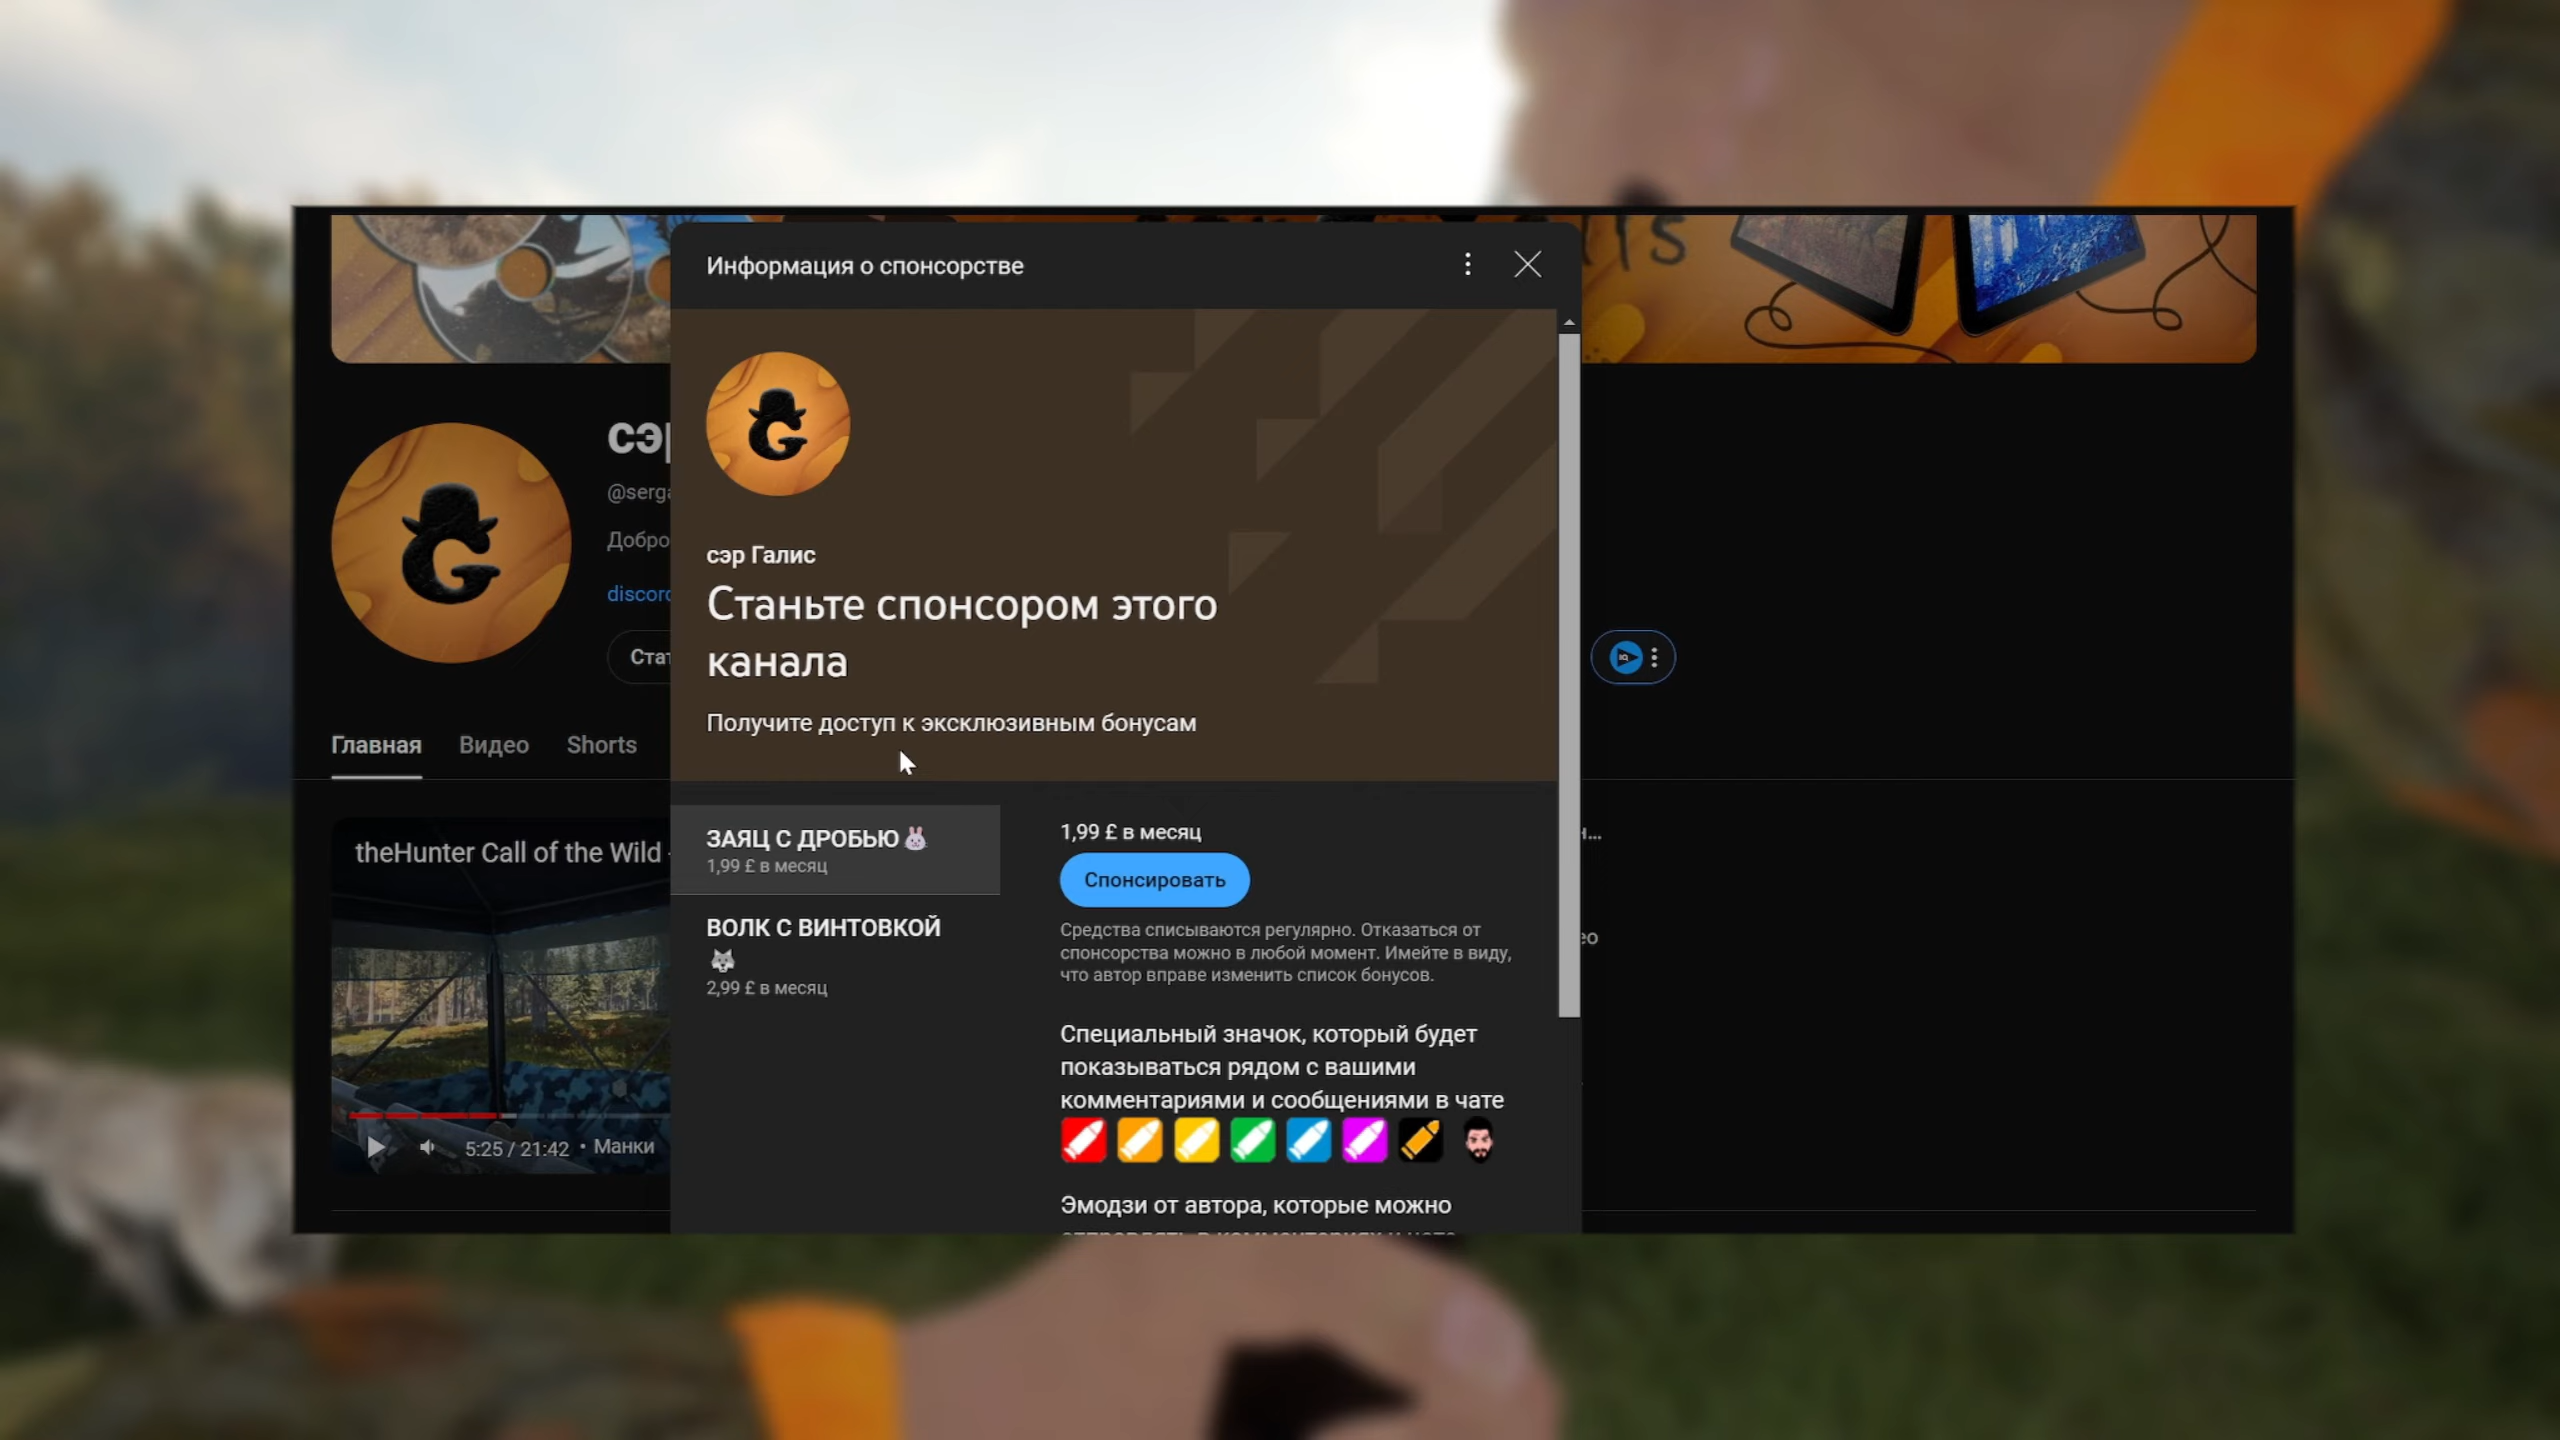 Информация о спонсорстве
сэр Галис
Станьте спонсором этого
канала
Получите доступ к эксклюзивным бонусам
Главная Видео Shorts
theHunter Call of the Wild
5:25 / 21:42 • Манки
ЗАЯЦ С ДРОБЬЮ🐰
1,99 £ в месяц
ВОЛК С ВИНТОВКОЙ
🐺
2,99 £ в месяц
1,99 £ в месяц
Спонсировать
Средства списываются регулярно. Отказаться от
спонсорства можно в любой момент. Имейте в виду,
что автор вправе изменить список бонусов.
Специальный значок, который будет
показываться рядом с вашими
комментариями и сообщениями в чате
Эмодзи от автора, которые можно